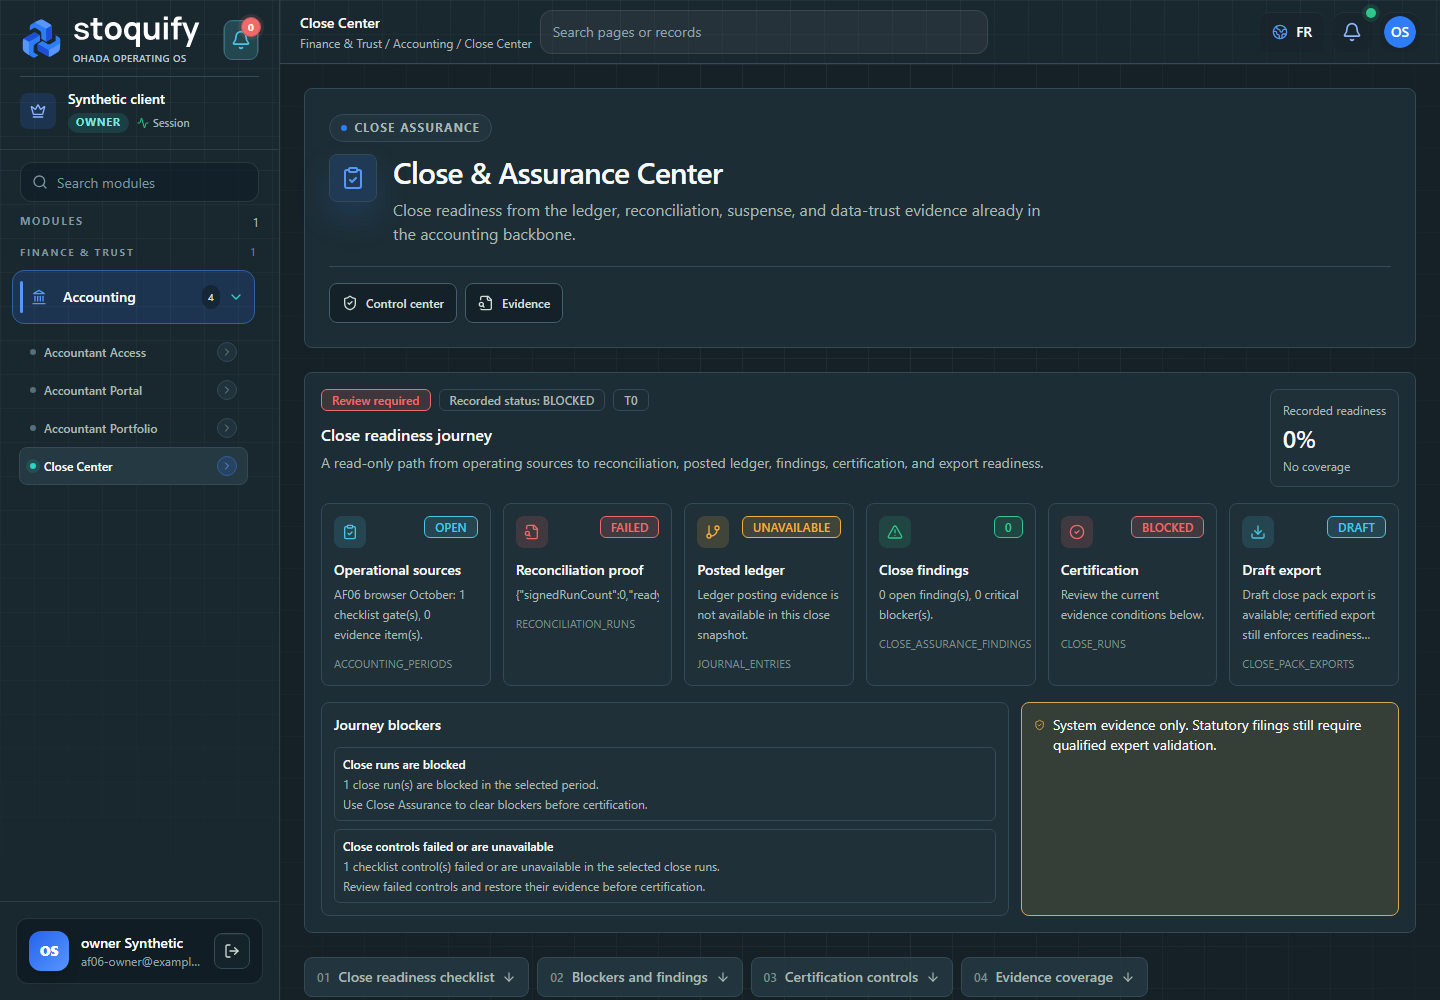 stoquify
OHADA OPERATING OS
0
Synthetic client
OWNER
Session
Search modules
MODULES
1
FINANCE & TRUST
1
Accounting
4
Accountant Access
Accountant Portal
Accountant Portfolio
Close Center
OS
owner Synthetic
af06-owner@exampl...
Close Center
Finance & Trust / Accounting / Close Center
Search pages or records
FR
OS
CLOSE ASSURANCE
Close & Assurance Center
Close readiness from the ledger, reconciliation, suspense, and data-trust evidence already in
the accounting backbone.
Control center
Evidence
Review required
Recorded status: BLOCKED
T0
Close readiness journey
A read-only path from operating sources to reconciliation, posted ledger, findings, certification, and export readiness.
Recorded readiness
0%
No coverage
OPEN
Operational sources
AF06 browser October: 1
checklist gate(s), 0
evidence item(s).
ACCOUNTING_PERIODS
FAILED
Reconciliation proof
{"signedRunCount":0,"ready
RECONCILIATION_RUNS
UNAVAILABLE
Posted ledger
Ledger posting evidence is
not available in this close
snapshot.
JOURNAL_ENTRIES
0
Close findings
0 open finding(s), 0 critical
blocker(s).
CLOSE_ASSURANCE_FINDINGS
BLOCKED
Certification
Review the current
evidence conditions below.
CLOSE_RUNS
DRAFT
Draft export
Draft close pack export is
available; certified export
still enforces readiness...
CLOSE_PACK_EXPORTS
Journey blockers
Close runs are blocked
1 close run(s) are blocked in the selected period.
Use Close Assurance to clear blockers before certification.
Close controls failed or are unavailable
1 checklist control(s) failed or are unavailable in the selected close runs.
Review failed controls and restore their evidence before certification.
System evidence only. Statutory filings still require
qualified expert validation.
01 Close readiness checklist
02 Blockers and findings
03 Certification controls
04 Evidence coverage